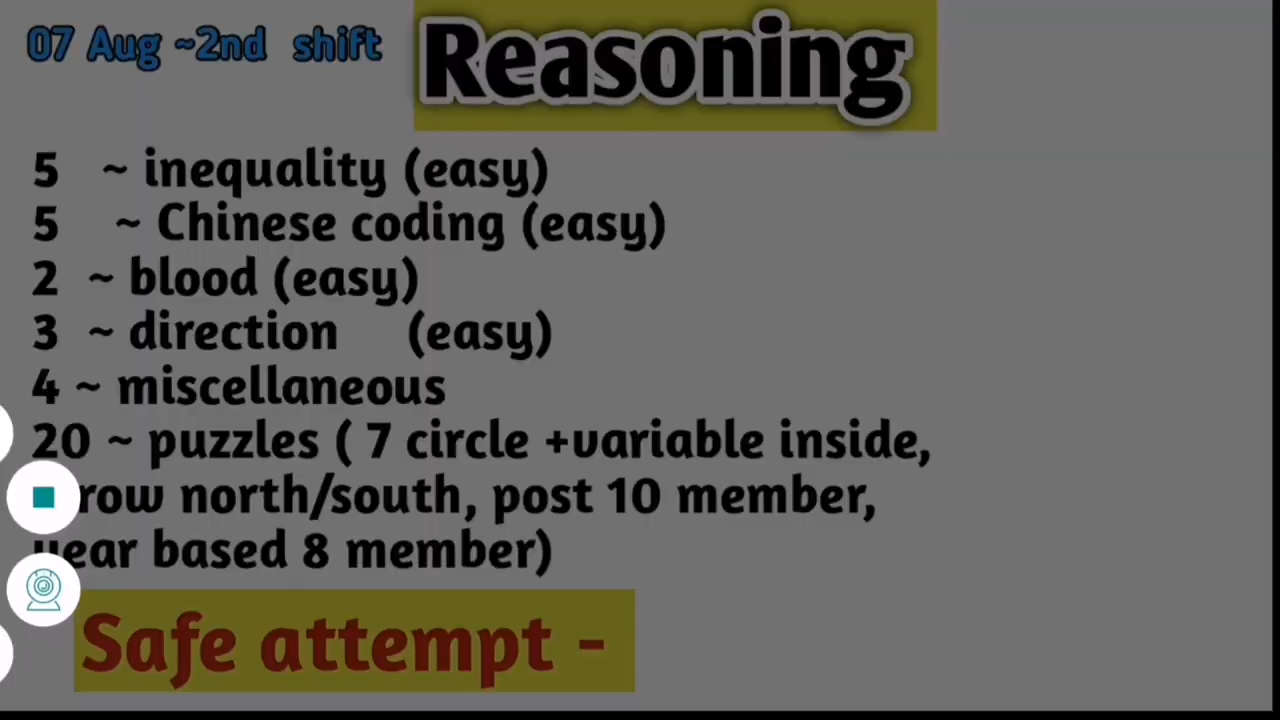 07 Aug ~2nd shift
Reasoning
5 ~ inequality (easy)
5 ~ Chinese coding (easy)
2 ~ blood (easy)
3 ~ direction (easy)
4 ~ miscellaneous
20 ~ puzzles ( 7 circle +variable inside,
row north/south, post 10 member,
year based 8 member)
Safe attempt -